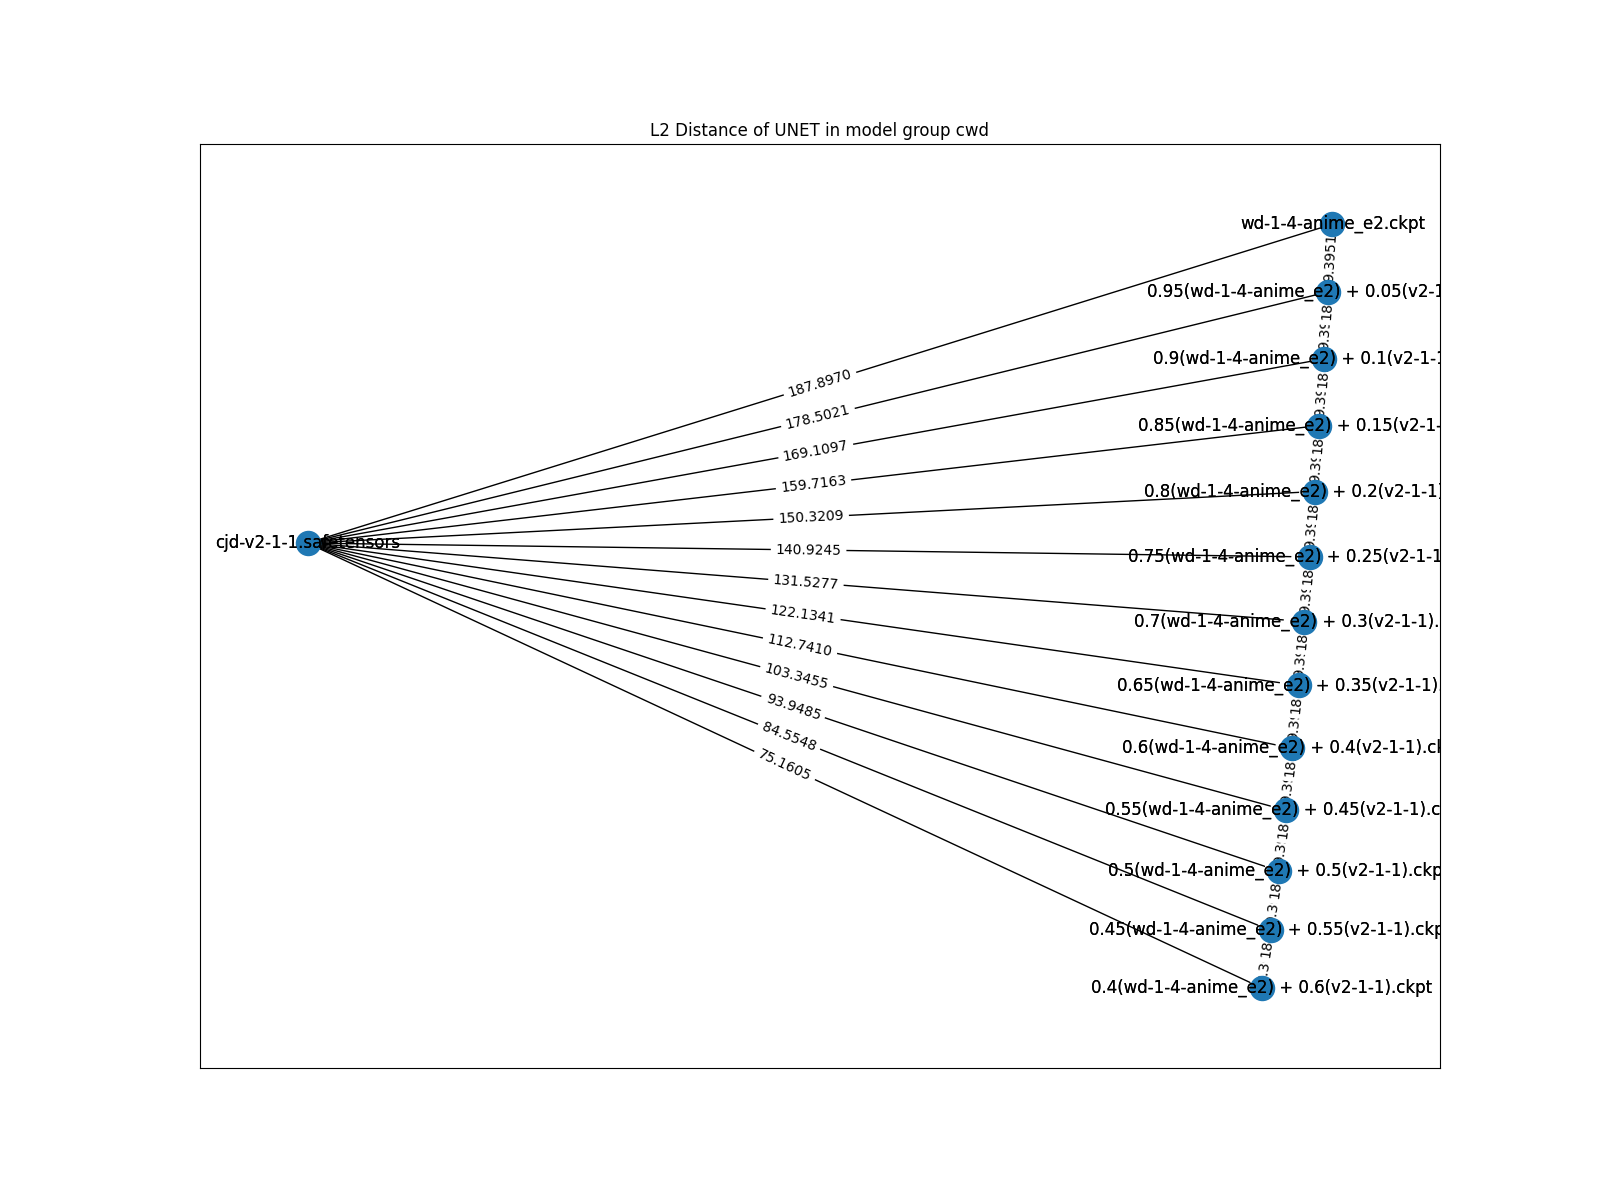 L2 Distance of UNET in model group cwd
wd-1-4-anime_e2.ckpt
0.95(wd-1-4-anime_e2) + 0.05(v2-1
0.9(wd-1-4-anime_e2) + 0.1(v2-1-1
187.8970
178.5021
0.85(wd-1-4-anime_e2) + 0.15(v2-1-
169.1097
159.7163
0.8(wd-1-4-anime_e2) + 0.2(v2-1-1)
150.3209
cjd-v2-1-1.safetensors
140.9245
0.75(wd-1-4-anime_e2) + 0.25(v2-1-1
131.5277
122.1341
0.7(wd-1-4-anime_e2) + 0.3(v2-1-1).
112.7410
103.3455
0.65(wd-1-4-anime_e2) + 0.35(v2-1-1)
93.9485
84.5548
0.6(wd-1-4-anime_e2) + 0.4(v2-1-1).ck
75.1605
0.55(wd-1-4-anime_e2) + 0.45(v2-1-1).c
0.5(wd-1-4-anime_e2) + 0.5(v2-1-1).ckp
0.45(wd-1-4-anime_e2) + 0.55(v2-1-1).ckp
0.4(wd-1-4-anime_e2) + 0.6(v2-1-1).ckpt